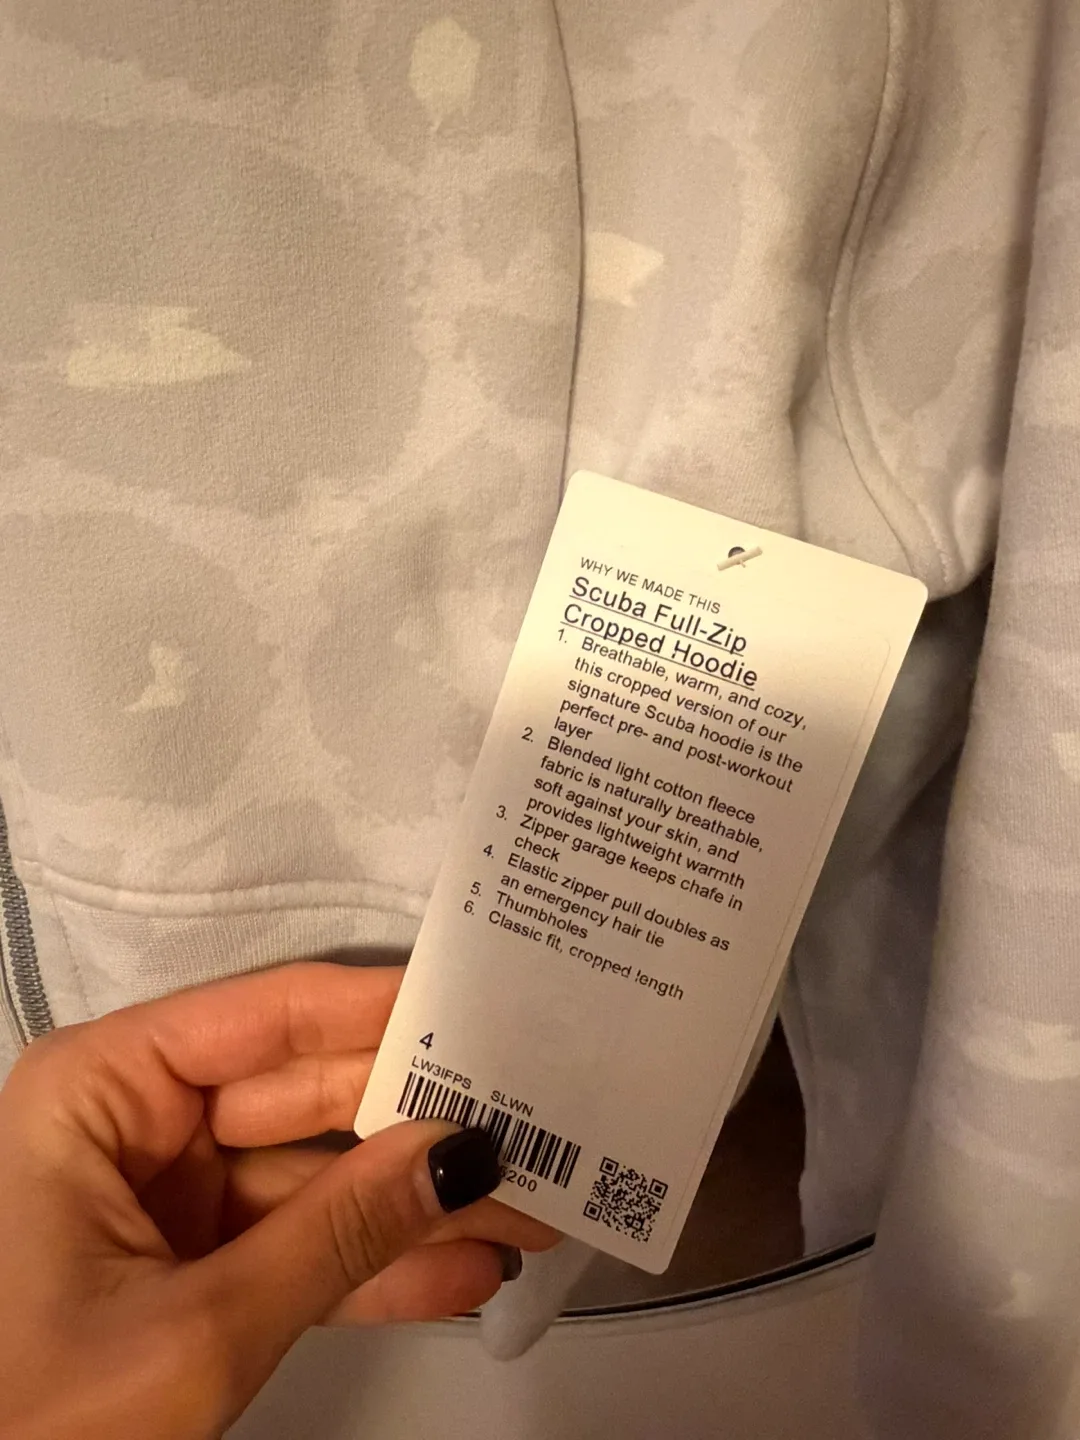 WHY WE MADE THIS
Scuba Full-Zip
Cropped Hoodie
1. Breathable, warm, and cozy,
this cropped version of our
signature Scuba hoodie is the
perfect pre- and post-workout
layer
2. Blended light cotton fleece
fabric is naturally breathable,
soft against your skin, and
provides lightweight warmth
3. Zipper garage keeps chafe in
check
4. Elastic zipper pull doubles as
an emergency hair tie
5. Thumbholes
6. Classic fit, cropped length
4
LW3IFPS SLWN
5200